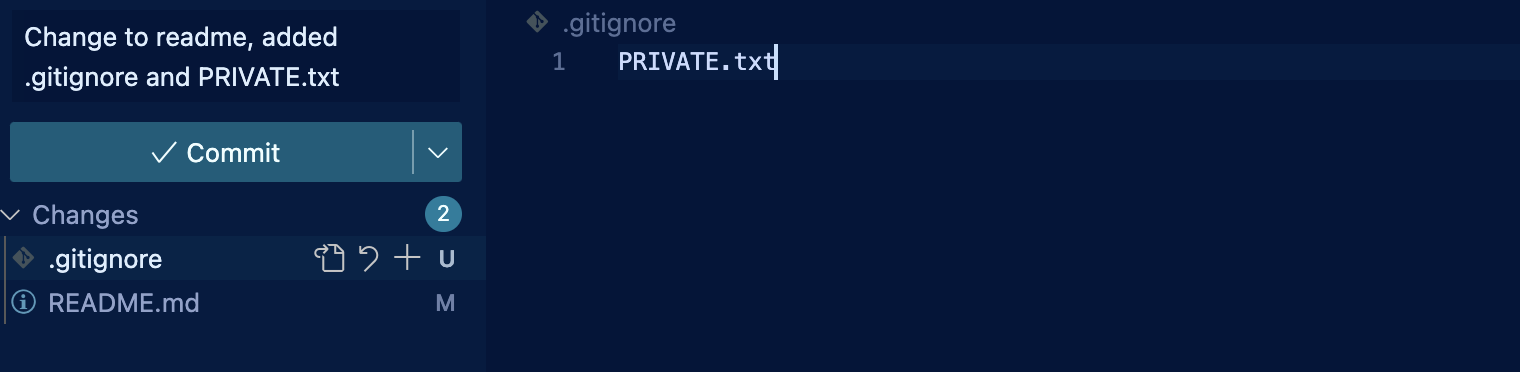 Change to readme, added
.gitignore and PRIVATE.txt
Commit
Changes 2
.gitignore U
README.md M
.gitignore
1 PRIVATE.txt